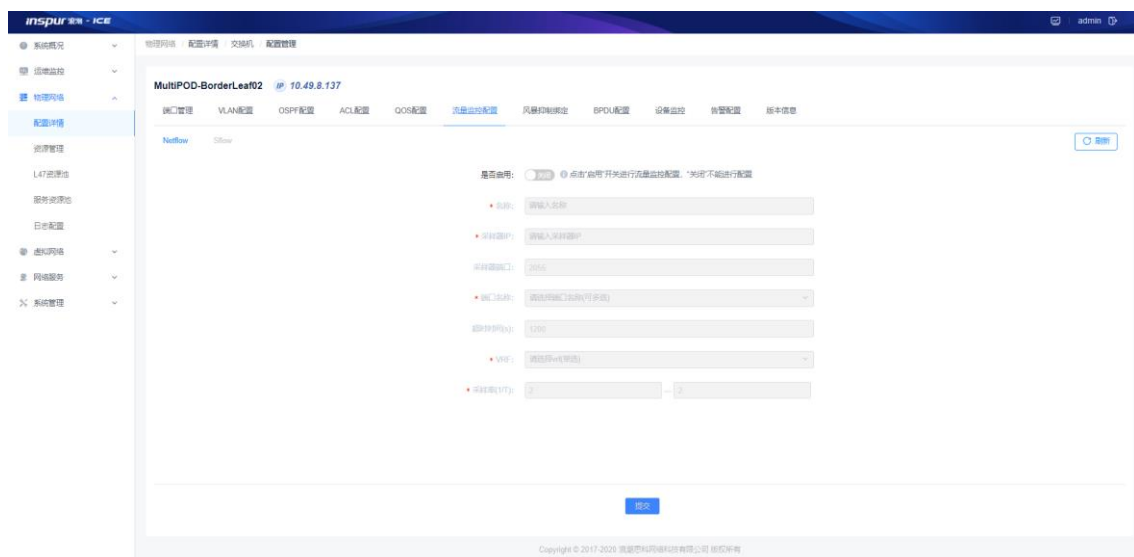 inspur 浪潮 - ICE
admin
系统概况
物理网络 / 配置详情 / 交换机 / 配置管理
运维监控
物理网络
MultiPOD-BorderLeaf02 IP 10.49.8.137
端口管理 VLAN配置 OSPF配置 ACL配置 QOS配置 流量监控配置 风暴抑制绑定 BPDU配置 设备监控 告警配置 版本信息
配置详情
Netflow Sflow 刷新
资源管理
L47资源池
是否启用: 关闭 点击"启用"开关进行流量监控配置,"关闭"不能进行配置
服务资源池
* 名称: 请输入名称
日志配置
* 采样器IP: 请输入采样器IP
虚拟网络
采样器端口: 2055
网络服务
* 端口名称: 请选择端口名称(可多选)
系统管理
超时时间(s): 1200
* VRF: 请选择vrf(单选)
* 采样率(1/T): 2 — 2
提交
Copyright © 2017-2020 浪潮思科网络科技有限公司 版权所有